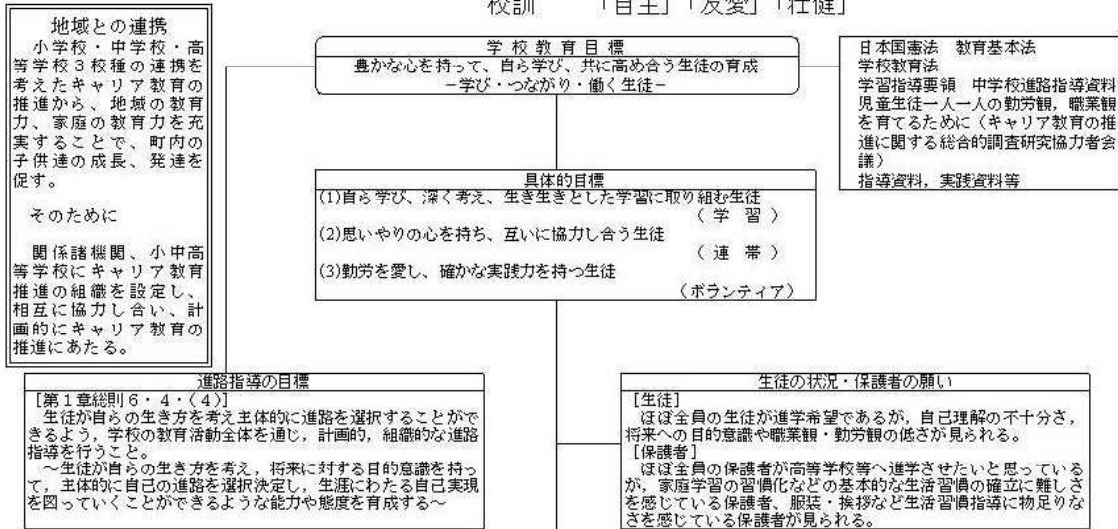 校訓 「自主」「友愛」「壮健」
地域との連携
小学校・中学校・高
等学校３校種の連携を
考えたキャリア教育の
推進から、地域の教育
力、家庭の教育力を充
実することで、町内の
子供達の成長、発達を
促す。
そのために
関係諸機関、小中高
等学校にキャリア教育
推進の組織を設定し、
相互に協力し合い、計
画的にキャリア教育の
推進にあたる。
学校教育目標
豊かな心を持って、自ら学び、共に高め合う生徒の育成
－学び・つながり・働く生徒－
日本国憲法 教育基本法
学校教育法
学習指導要領 中学校進路指導資料
児童生徒一人一人の勤労観，職業観
を育てるために（キャリア教育の推
進に関する総合的調査研究協力者会
議）
指導資料，実践資料等
具体的目標
(1)自ら学び、深く考え、生き生きとした学習に取り組む生徒
（学 習）
(2)思いやりの心を持ち、互いに協力し合う生徒
（連 帯）
(3)勤労を愛し、確かな実践力を持つ生徒
（ボランティア）
進路指導の目標
[第１章総則６・４・(４)]
生徒が自らの生き方を考え主体的に進路を選択することがで
きるよう，学校の教育活動全体を通じ，計画的，組織的な進路
指導を行うこと。
～生徒が自らの生き方を考え，将来に対する目的意識を持っ
て，主体的に自己の進路を選択決定し，生涯にわたる自己実現
を図っていくことができるような能力や態度を育成する～
生徒の状況・保護者の願い
[生徒]
ほぼ全員の生徒が進学希望であるが，自己理解の不十分さ，
将来への目的意識や職業観・勤労観の低さが見られる。
[保護者]
ほぼ全員の保護者が高等学校等へ進学させたいと思っている
が，家庭学習の習慣化などの基本的な生活習慣の確立に難しさ
を感じている保護者、服装・挨拶など生活習慣指導に物足りな
さを感じている保護者が見られる。